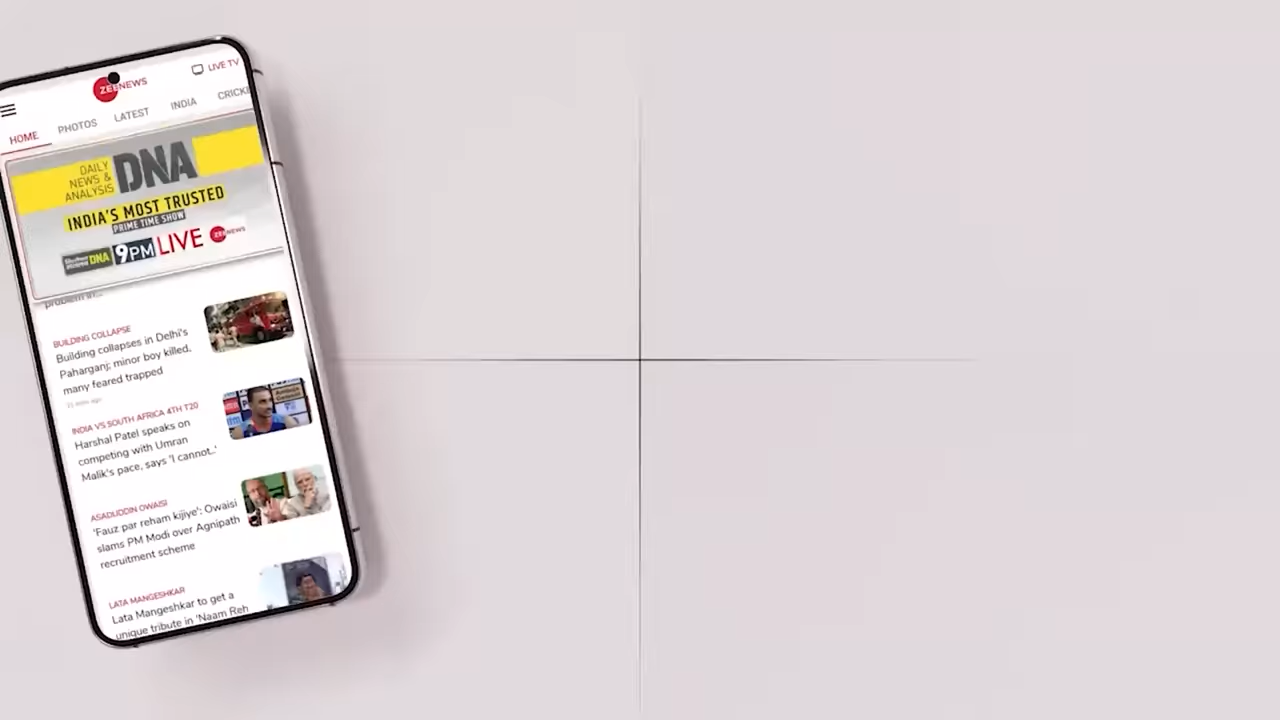 ZEE NEWS
LIVE TV
HOME PHOTOS LATEST INDIA
DAILY
NEWS &
ANALYSIS
DNA
INDIA'S MOST TRUSTED
PRIME TIME SHOW
DNA 9PM LIVE ZEE NEWS
problem in...
BUILDING COLLAPSE
Building collapses in Delhi's
Paharganj; minor boy killed,
many feared trapped
INDIA VS SOUTH AFRICA 4TH T20
Harshal Patel speaks on
competing with Umran
Malik's pace, says 'I cannot..'
ASADUDDIN OWAISI
'Fauz par reham kijiye': Owaisi
slams PM Modi over Agnipath
recruitment scheme
LATA MANGESHKAR
Lata Mangeshkar to get a
unique tribute in 'Naam Reh